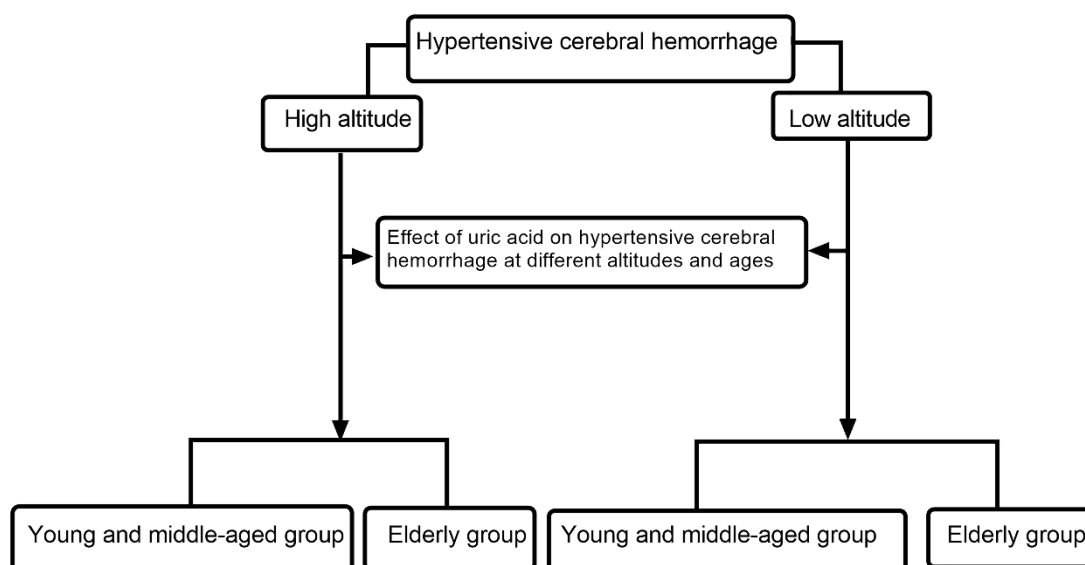 Hypertensive cerebral hemorrhage
High altitude
Low altitude
Effect of uric acid on hypertensive cerebral
hemorrhage at different altitudes and ages
Young and middle-aged group
Elderly group
Young and middle-aged group
Elderly group